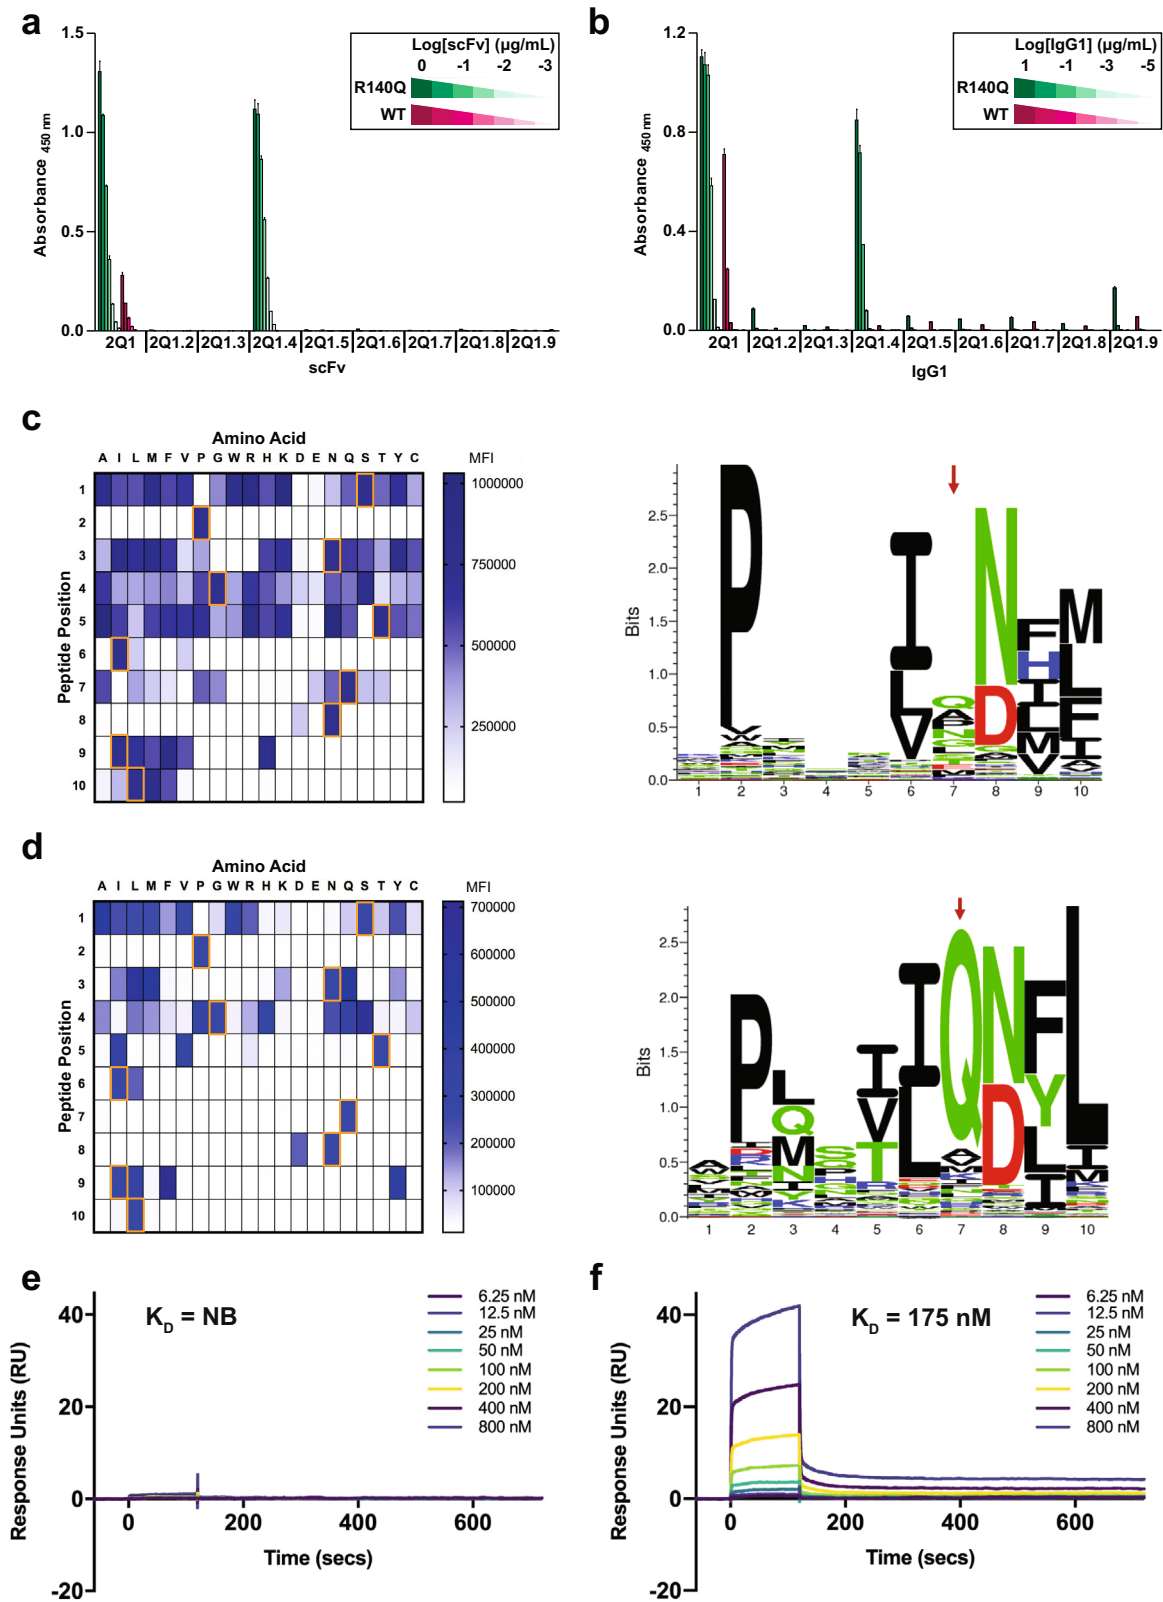 a
1.5
1.0
0.5
0.0
Absorbance 450 nm
Log[scFv] (µg/mL)
0 -1 -2 -3
R140Q
WT
2Q1 2Q1.2 2Q1.3 2Q1.4 2Q1.5 2Q1.6 2Q1.7 2Q1.8 2Q1.9
scFv
b
1.2
0.8
0.4
0.0
Absorbance 450 nm
Log[IgG1] (µg/mL)
1 -1 -3 -5
R140Q
WT
2Q1 2Q1.2 2Q1.3 2Q1.4 2Q1.5 2Q1.6 2Q1.7 2Q1.8 2Q1.9
IgG1
c
Amino Acid
A I L M F V P G W R H K D E N Q S T Y C
Peptide Position
1
2
3
4
5
6
7
8
9
10
MFI
1000000
750000
500000
250000
Bits
2.5
2.0
1.5
1.0
0.5
0.0
1 2 3 4 5 6 7 8 9 10
d
Amino Acid
A I L M F V P G W R H K D E N Q S T Y C
Peptide Position
1
2
3
4
5
6
7
8
9
10
MFI
700000
600000
500000
400000
300000
200000
100000
Bits
2.5
2.0
1.5
1.0
0.5
0.0
1 2 3 4 5 6 7 8 9 10
e
K_D = NB
6.25 nM
12.5 nM
25 nM
50 nM
100 nM
200 nM
400 nM
800 nM
Response Units (RU)
40
20
0
-20
0 200 400 600
Time (secs)
f
K_D = 175 nM
6.25 nM
12.5 nM
25 nM
50 nM
100 nM
200 nM
400 nM
800 nM
Response Units (RU)
40
20
0
-20
0 200 400 600
Time (secs)